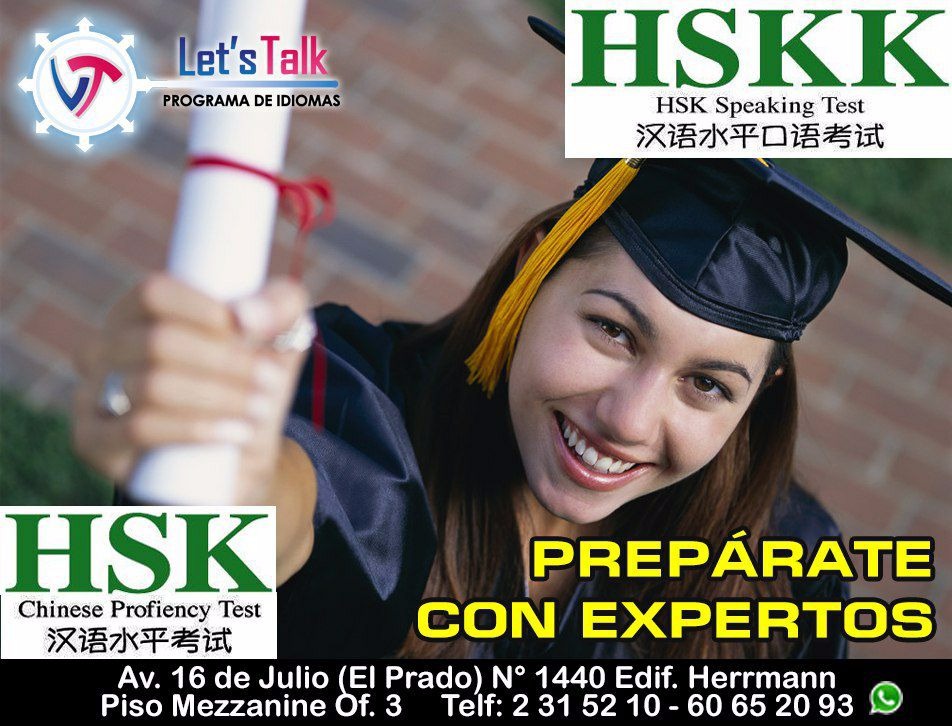 Let's Talk
PROGRAMA DE IDIOMAS
HSKK
HSK Speaking Test
汉语水平口语考试
HSK
Chinese Profiency Test
汉语水平考试
PREPÁRATE
CON EXPERTOS
Av. 16 de Julio (El Prado) N° 1440 Edif. Herrmann
Piso Mezzanine Of. 3 Telf: 2 31 52 10 - 60 65 20 93